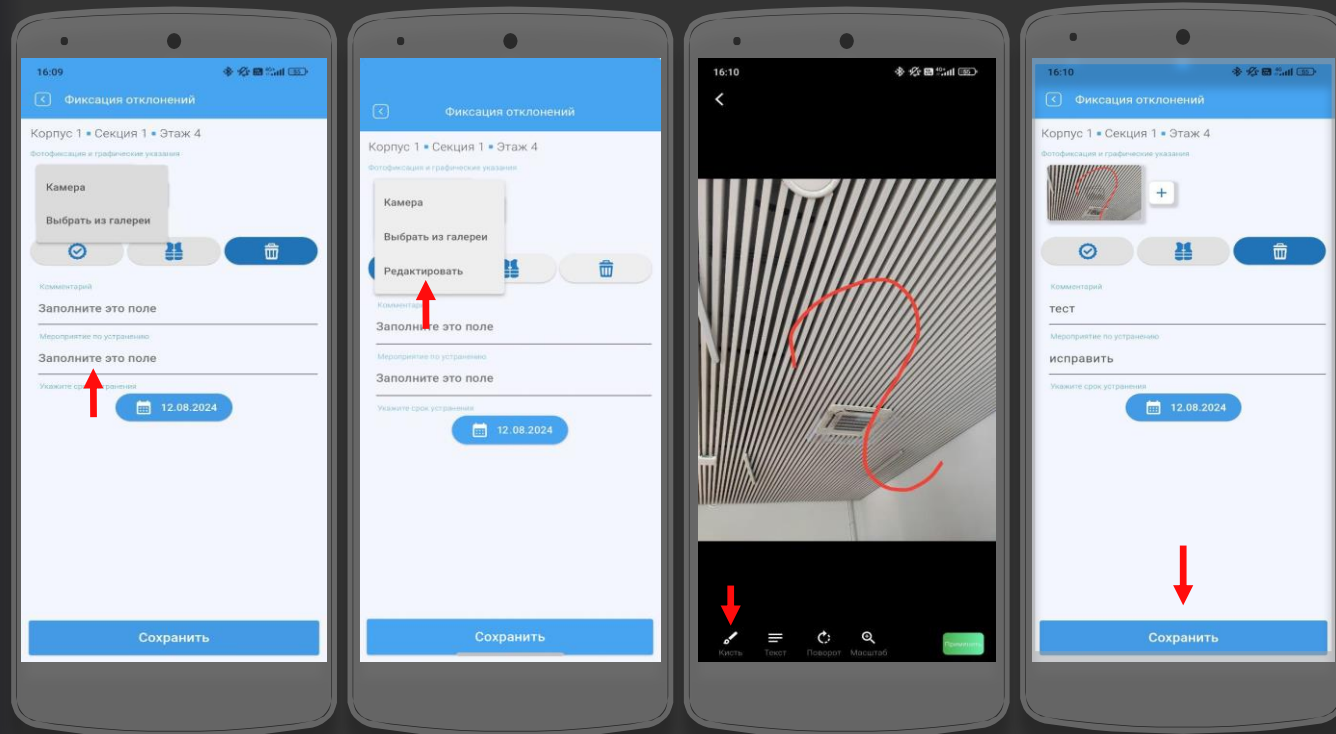 16:09
Фиксация отклонений
Корпус 1 • Секция 1 • Этаж 4
Фотофиксация и графические указания
Камера
Выбрать из галереи
Комментарий
Заполните это поле
Мероприятие по устранению
Заполните это поле
Укажите срок устранения
12.08.2024
Сохранить
Фиксация отклонений
Корпус 1 • Секция 1 • Этаж 4
Фотофиксация и графические указания
Камера
Выбрать из галереи
Редактировать
Комментарий
Заполните это поле
Мероприятие по устранению
Заполните это поле
Укажите срок устранения
12.08.2024
Сохранить
16:10
Кисть Текст Поворот Масштаб Применить
16:10
Фиксация отклонений
Корпус 1 • Секция 1 • Этаж 4
Фотофиксация и графические указания
Комментарий
тест
Мероприятие по устранению
исправить
Укажите срок устранения
12.08.2024
Сохранить